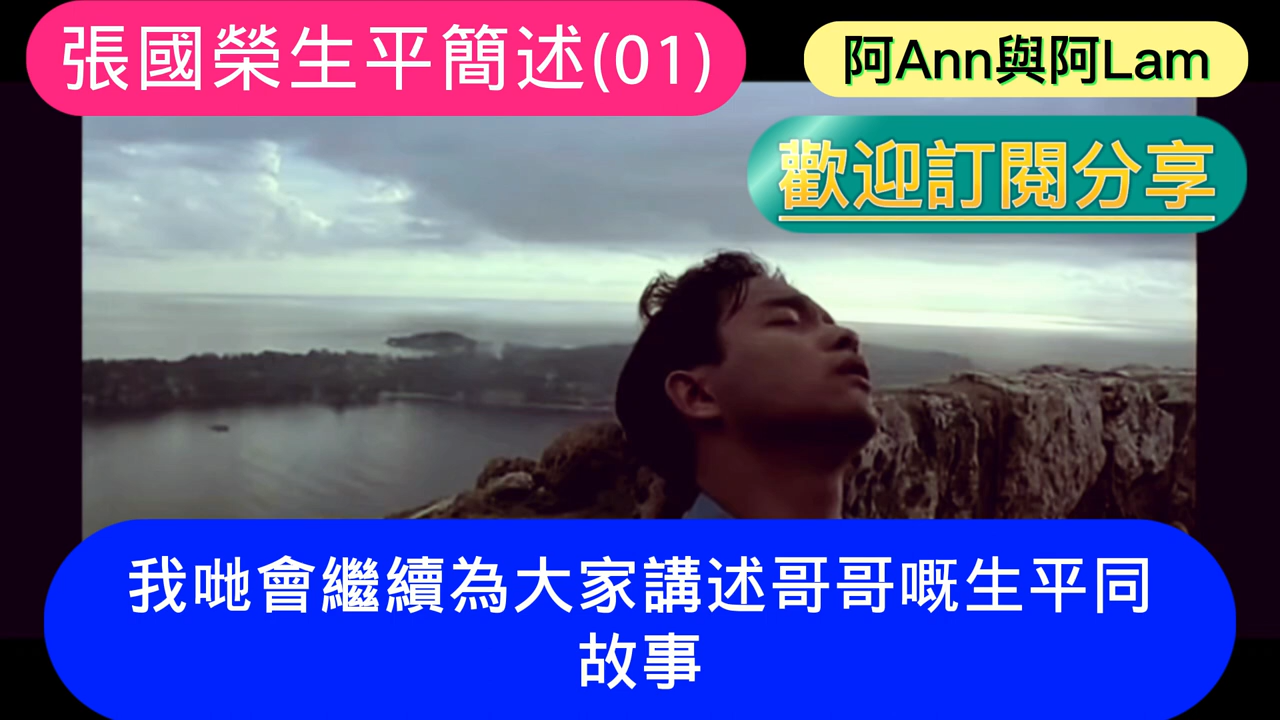 張國榮生平簡述(01)
阿Ann與阿Lam
歡迎訂閱分享
我哋會繼續為大家講述哥哥嘅生平同
故事